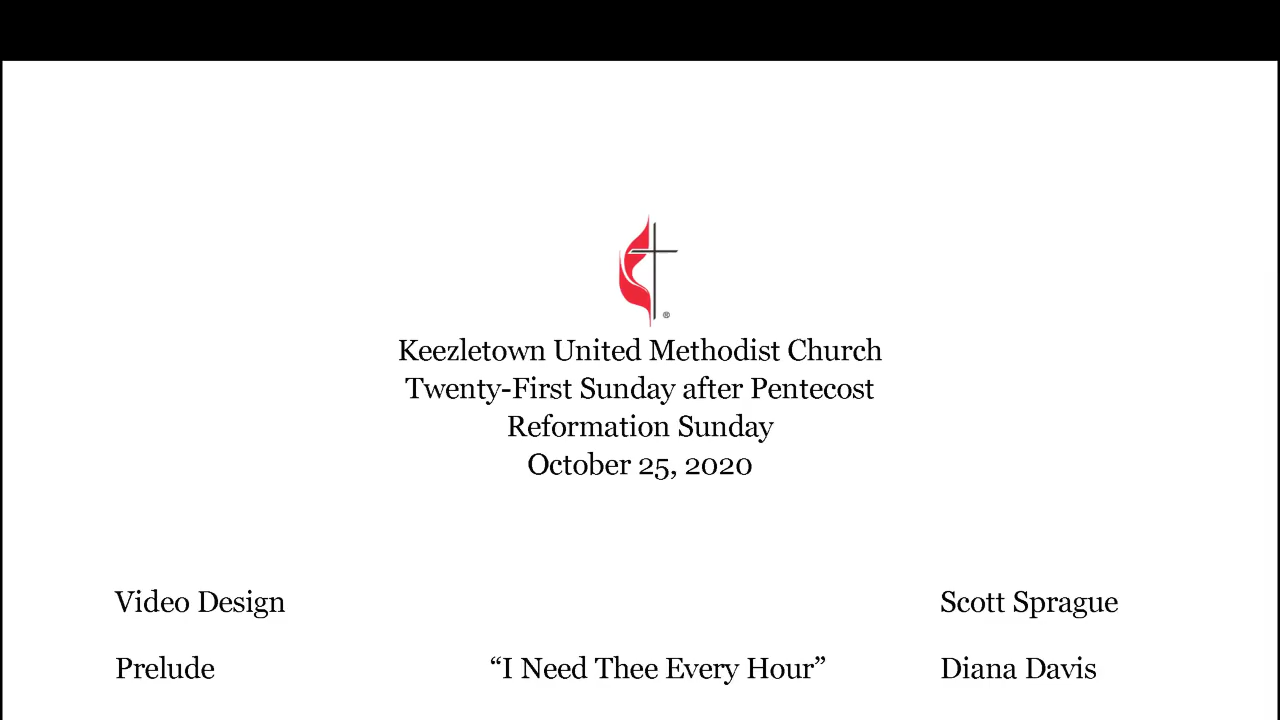 ®
Keezletown United Methodist Church
Twenty-First Sunday after Pentecost
Reformation Sunday
October 25, 2020
Video Design Scott Sprague
Prelude “I Need Thee Every Hour” Diana Davis